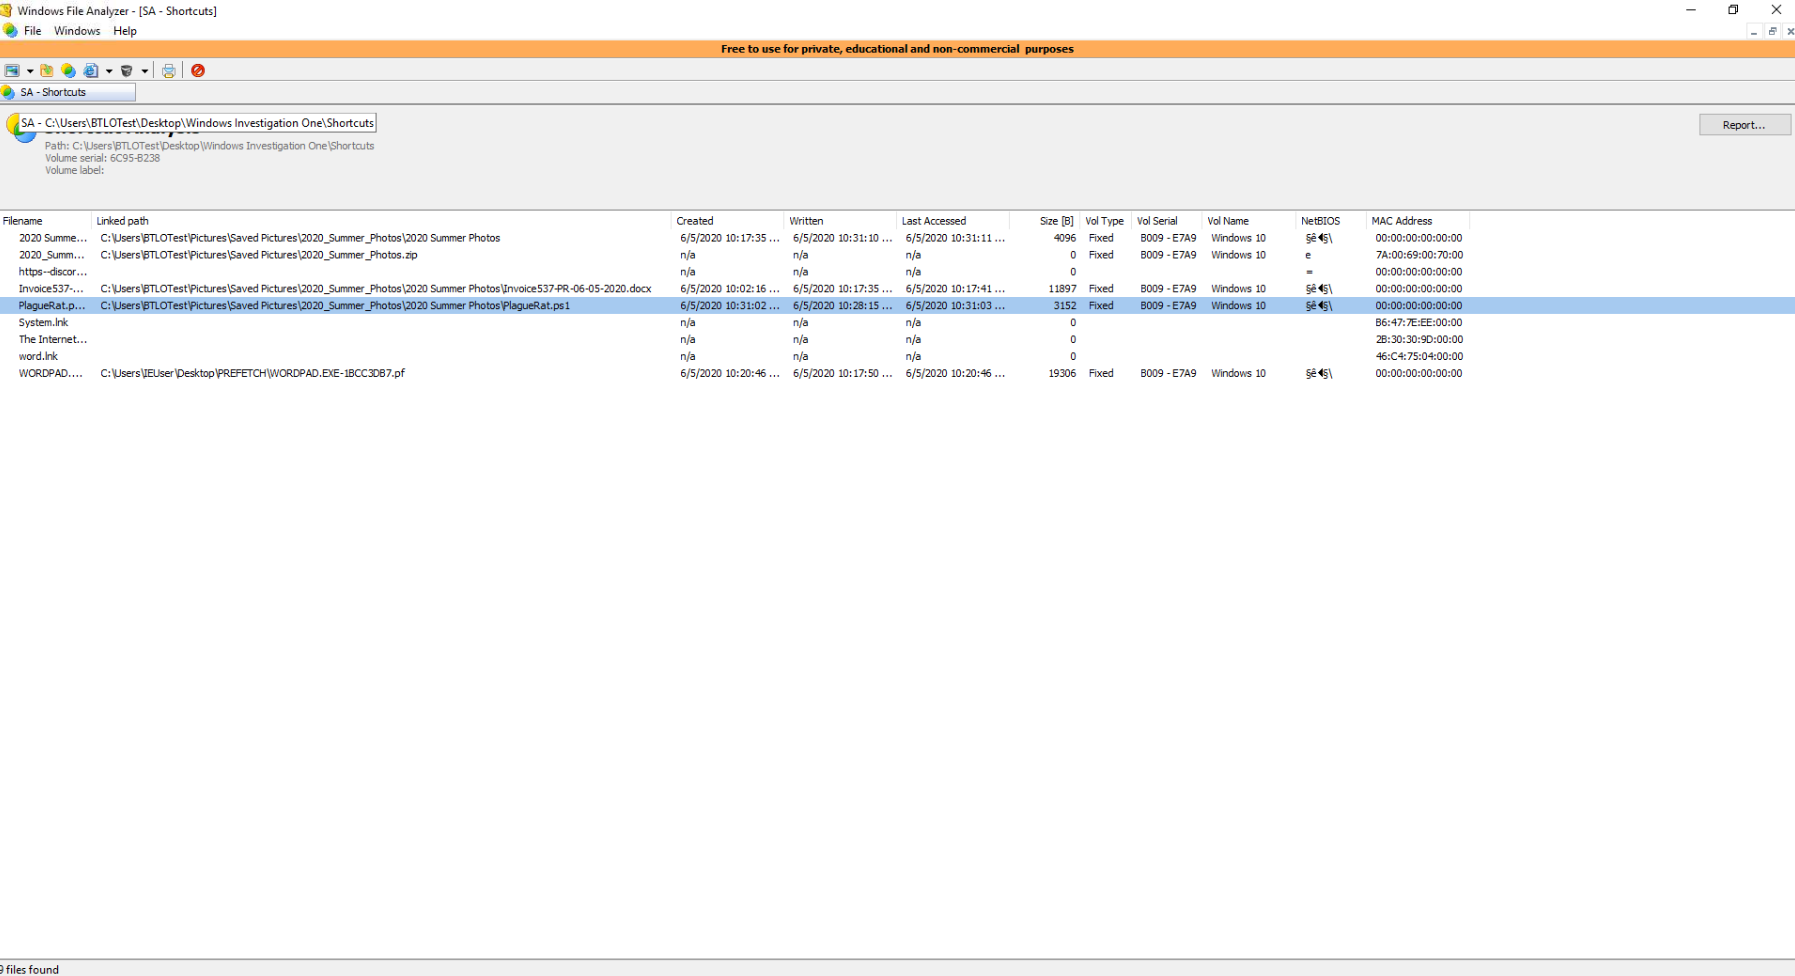 Windows File Analyzer - [SA - Shortcuts]
File Windows Help
Free to use for private, educational and non-commercial purposes
SA - Shortcuts
SA - C:\Users\BTLOTest\Desktop\Windows Investigation One\Shortcuts
Report...
Path: C:\Users\BTLOTest\Desktop\Windows Investigation One\Shortcuts
Volume serial: 6C95-B238
Volume label:
Filename Linked path Created Written Last Accessed Size [B] Vol Type Vol Serial Vol Name NetBIOS MAC Address
2020 Summe... C:\Users\BTLOTest\Pictures\Saved Pictures\2020_Summer_Photos\2020 Summer Photos 6/5/2020 10:17:35 ... 6/5/2020 10:31:10 ... 6/5/2020 10:31:11 ... 4096 Fixed B009 - E7A9 Windows 10 §ê◄§\ 00:00:00:00:00:00
2020_Summ... C:\Users\BTLOTest\Pictures\Saved Pictures\2020_Summer_Photos.zip n/a n/a n/a 0 Fixed B009 - E7A9 Windows 10 e 7A:00:69:00:70:00
https--discor... n/a n/a n/a 0 = 00:00:00:00:00:00
Invoice537-... C:\Users\BTLOTest\Pictures\Saved Pictures\2020_Summer_Photos\2020 Summer Photos\Invoice537-PR-06-05-2020.docx 6/5/2020 10:02:16 ... 6/5/2020 10:17:35 ... 6/5/2020 10:17:41 ... 11897 Fixed B009 - E7A9 Windows 10 §ê◄§\ 00:00:00:00:00:00
PlagueRat.p... C:\Users\BTLOTest\Pictures\Saved Pictures\2020_Summer_Photos\2020 Summer Photos\PlagueRat.ps1 6/5/2020 10:31:02 ... 6/5/2020 10:28:15 ... 6/5/2020 10:31:03 ... 3152 Fixed B009 - E7A9 Windows 10 §ê◄§\ 00:00:00:00:00:00
System.lnk n/a n/a n/a 0 B6:47:7E:EE:00:00
The Internet... n/a n/a n/a 0 2B:30:30:9D:00:00
word.lnk n/a n/a n/a 0 46:C4:75:04:00:00
WORDPAD.... C:\Users\IEUser\Desktop\PREFETCH\WORDPAD.EXE-1BCC3DB7.pf 6/5/2020 10:20:46 ... 6/5/2020 10:17:50 ... 6/5/2020 10:20:46 ... 19306 Fixed B009 - E7A9 Windows 10 §ê◄§\ 00:00:00:00:00:00
9 files found